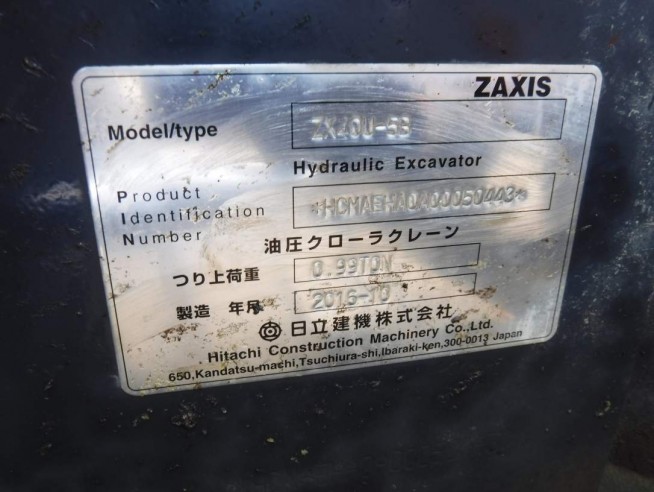 ZAXIS
Model/type ZX40U-5B
Hydraulic Excavator
Product
Identification *HCMAEHA0A00050443*
Number
油圧クローラクレーン
つり上荷重 0.99TON
製造 年月 2016-10
日立建機株式会社
Hitachi Construction Machinery Co.,Ltd.
650,Kandatsu-machi,Tsuchiura-shi,Ibaraki-ken,300-0013 Japan